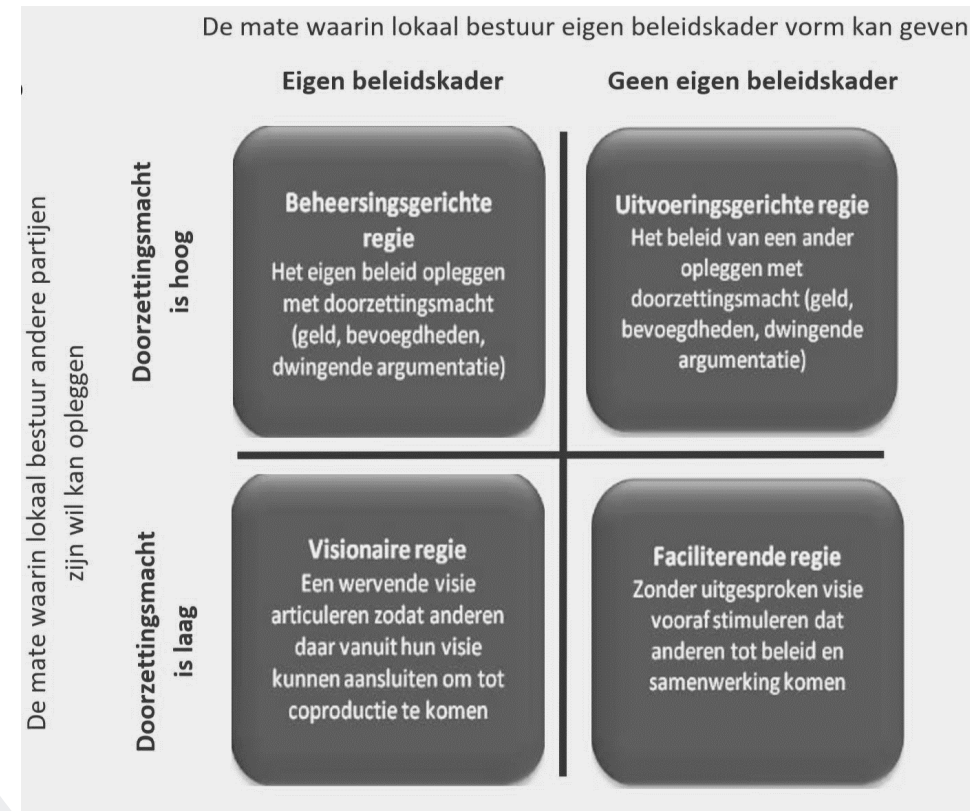 De mate waarin lokaal bestuur eigen beleidskader vorm kan geven
Eigen beleidskader
Geen eigen beleidskader
De mate waarin lokaal bestuur andere partijen
zijn wil kan opleggen
Doorzettingsmacht
is hoog
Beheersingsgerichte
regie
Het eigen beleid opleggen
met doorzettingsmacht
(geld, bevoegdheden,
dwingende argumentatie)
Uitvoeringsgerichte regie
Het beleid van een ander
opleggen met
doorzettingsmacht (geld,
bevoegdheden, dwingende
argumentatie)
Doorzettingsmacht
is laag
Visionaire regie
Een wervende visie
articuleren zodat anderen
daar vanuit hun visie
kunnen aansluiten om tot
coproductie te komen
Faciliterende regie
Zonder uitgesproken visie
vooraf stimuleren dat
anderen tot beleid en
samenwerking komen